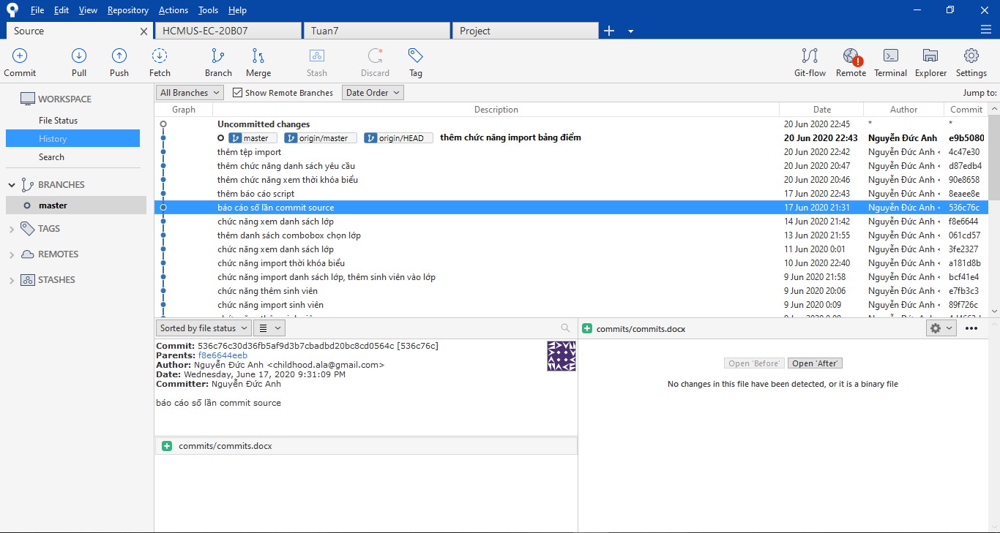 File Edit View Repository Actions Tools Help
Source HCMUS-EC-20B07 Tuan7 Project
Commit Pull Push Fetch Branch Merge Stash Discard Tag Git-flow Remote Terminal Explorer Settings
WORKSPACE
File Status
History
Search
BRANCHES
master
TAGS
REMOTES
STASHES
All Branches Show Remote Branches Date Order Jump to:
Graph Description Date Author Commit
Uncommitted changes 20 Jun 2020 22:45 * *
master origin/master origin/HEAD thêm chức năng import bảng điểm 20 Jun 2020 22:43 Nguyễn Đức Anh e9b5080
thêm tệp import 20 Jun 2020 22:42 Nguyễn Đức Anh < 4c47e30
thêm chức năng danh sách yêu cầu 20 Jun 2020 20:47 Nguyễn Đức Anh < d87edb4
thêm chức năng xem thời khóa biểu 20 Jun 2020 20:46 Nguyễn Đức Anh < 90e8658
thêm báo cáo script 17 Jun 2020 22:43 Nguyễn Đức Anh < 8eaee8e
báo cáo số lần commit source 17 Jun 2020 21:31 Nguyễn Đức Anh < 536c76c
chức năng xem danh sách lớp 14 Jun 2020 21:42 Nguyễn Đức Anh < f8e6644
thêm danh sách combobox chọn lớp 13 Jun 2020 21:55 Nguyễn Đức Anh < 061cd57
chức năng xem danh sách lớp 11 Jun 2020 0:01 Nguyễn Đức Anh < 3fe2327
chức năng import thời khóa biểu 10 Jun 2020 22:40 Nguyễn Đức Anh < a181d8b
chức năng import danh sách lớp, thêm sinh viên vào lớp 9 Jun 2020 21:58 Nguyễn Đức Anh < bcf41e4
chức năng thêm sinh viên 9 Jun 2020 20:06 Nguyễn Đức Anh < e7fb3c3
chức năng import sinh viên 9 Jun 2020 0:09 Nguyễn Đức Anh < 89f726c
Sorted by file status
Commit: 536c76c30d36fb5af9d3b7cbadbd20bc8cd0564c [536c76c]
Parents: f8e6644eeb
Author: Nguyễn Đức Anh <childhood.ala@gmail.com>
Date: Wednesday, June 17, 2020 9:31:09 PM
Committer: Nguyễn Đức Anh
báo cáo số lần commit source
commits/commits.docx
commits/commits.docx
Open 'Before' Open 'After'
No changes in this file have been detected, or it is a binary file